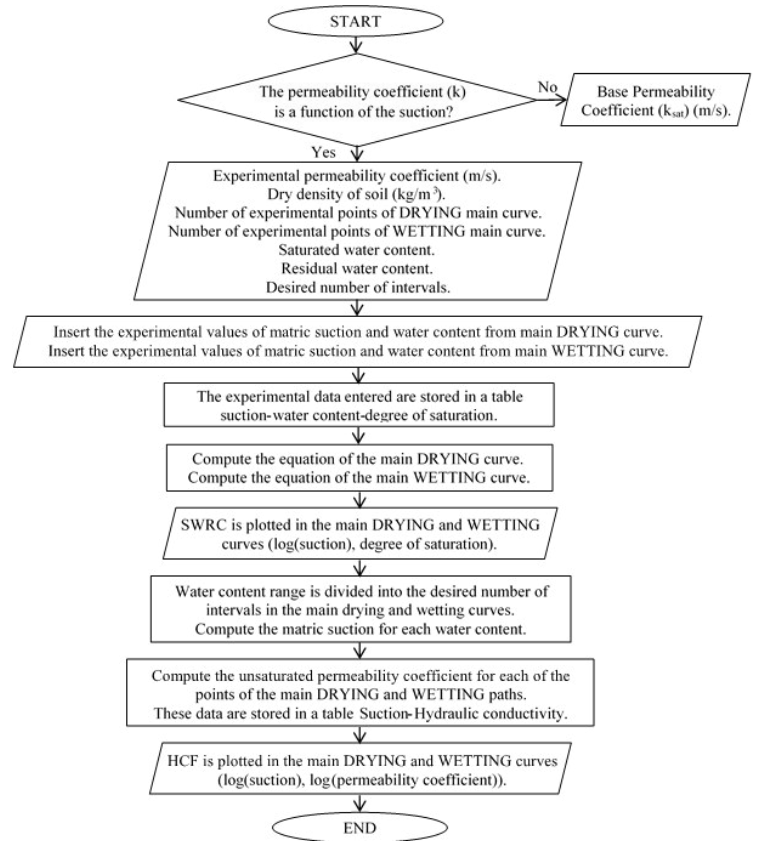 START
The permeability coefficient (k)
is a function of the suction?
No
Base Permeability
Coefficient (ksat) (m/s).
Yes
Experimental permeability coefficient (m/s).
Dry density of soil (kg/m³).
Number of experimental points of DRYING main curve.
Number of experimental points of WETTING main curve.
Saturated water content.
Residual water content.
Desired number of intervals.
Insert the experimental values of matric suction and water content from main DRYING curve.
Insert the experimental values of matric suction and water content from main WETTING curve.
The experimental data entered are stored in a table
suction-water content-degree of saturation.
Compute the equation of the main DRYING curve.
Compute the equation of the main WETTING curve.
SWRC is plotted in the main DRYING and WETTING
curves (log(suction), degree of saturation).
Water content range is divided into the desired number of
intervals in the main drying and wetting curves.
Compute the matric suction for each water content.
Compute the unsaturated permeability coefficient for each of the
points of the main DRYING and WETTING paths.
These data are stored in a table Suction-Hydraulic conductivity.
HCF is plotted in the main DRYING and WETTING curves
(log(suction), log(permeability coefficient)).
END